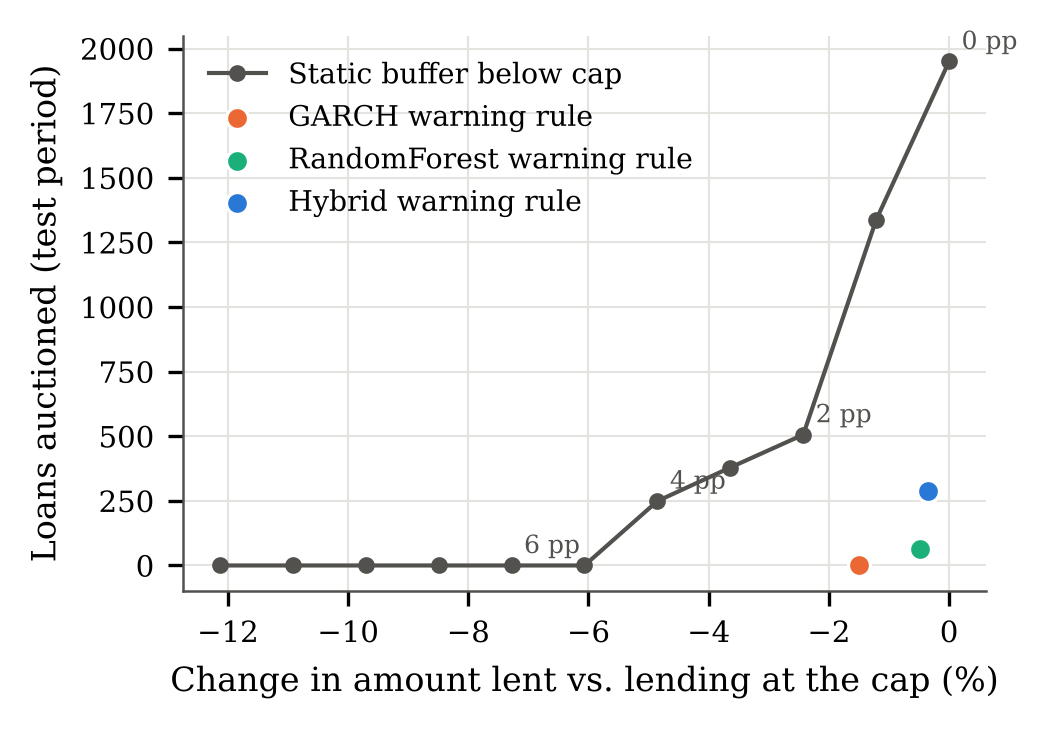 0 pp
2000
Static buffer below cap
1750
GARCH warning rule
1500
RandomForest warning rule
1250
Hybrid warning rule
1000
750
500
2 pp
250
4 pp
6 pp
0
Loans auctioned (test period)
−12 −10 −8 −6 −4 −2 0
Change in amount lent vs. lending at the cap (%)